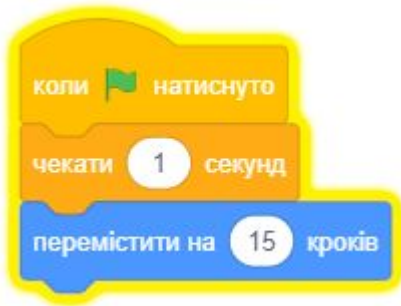 коли натиснуто
чекати 1 секунд
перемістити на 15 кроків